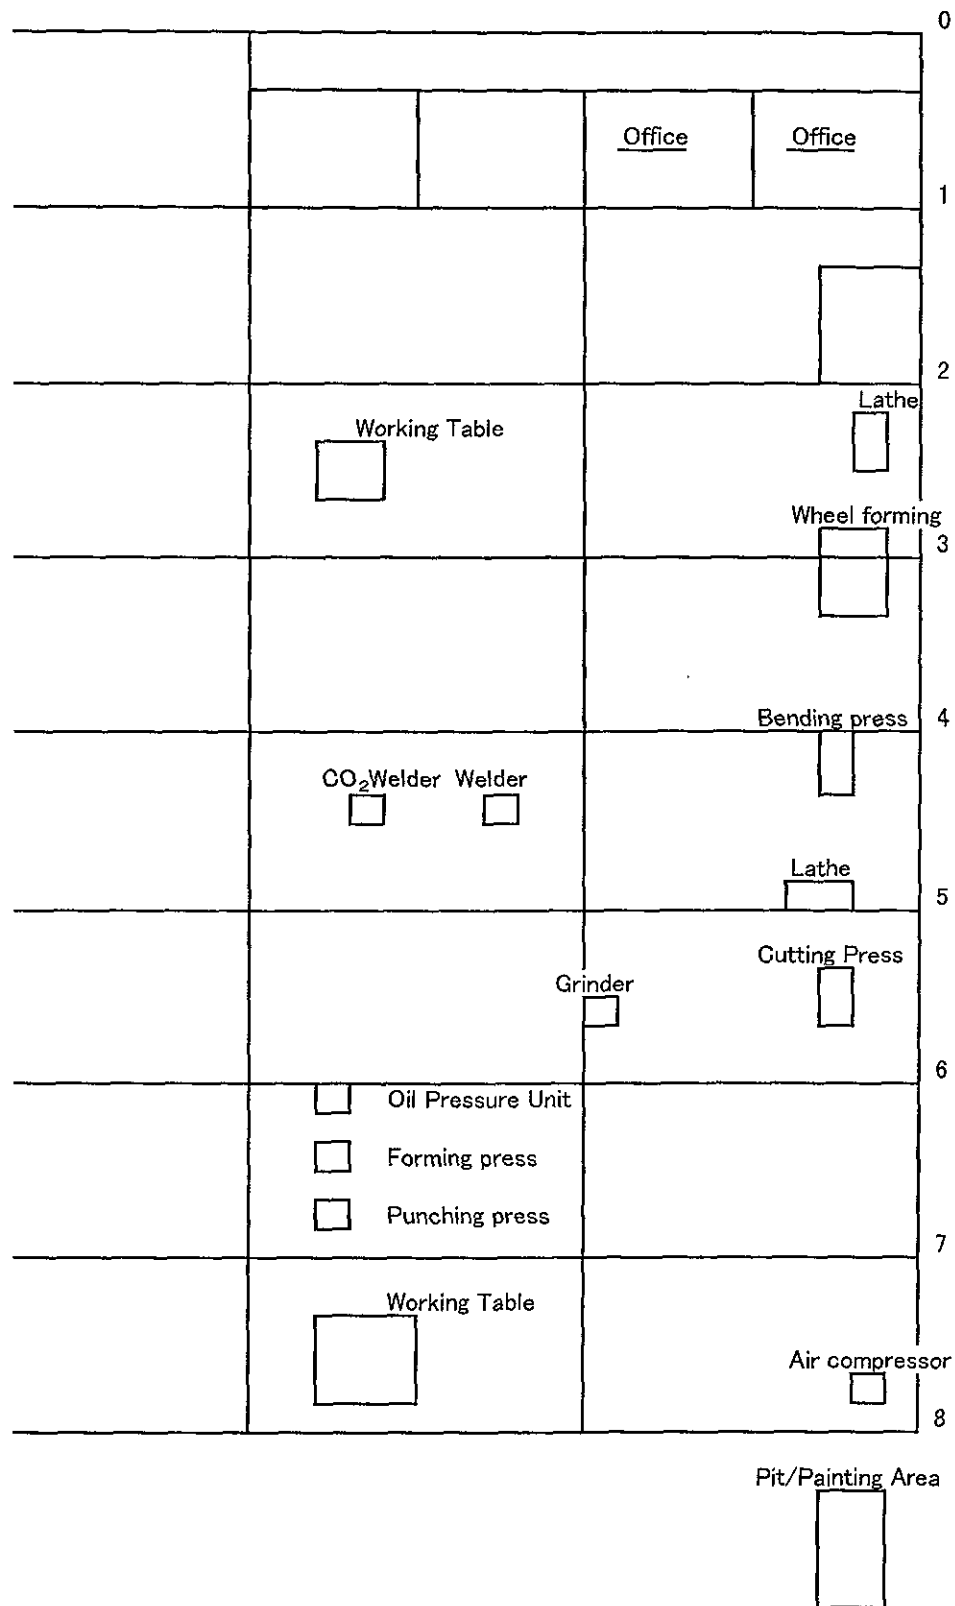 0
Office Office
1
2
Lathe
Working Table
Wheel forming
3
4
Bending press
CO₂Welder Welder
Lathe
5
Cutting Press
Grinder
6
Oil Pressure Unit
Forming press
Punching press
7
Working Table
Air compressor
8
Pit/Painting Area